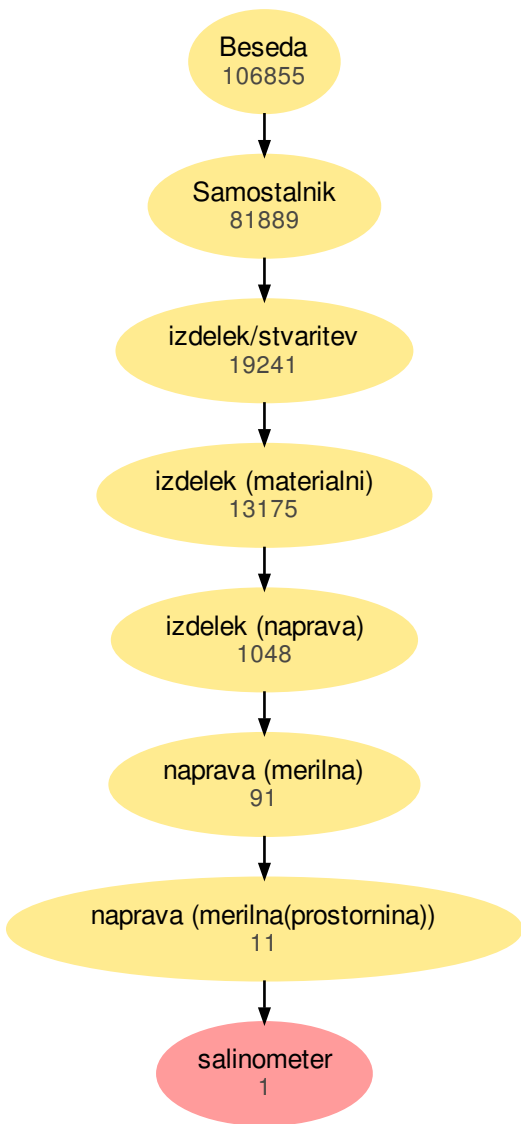 Beseda
106855
Samostalnik
81889
izdelek/stvaritev
19241
izdelek (materialni)
13175
izdelek (naprava)
1048
naprava (merilna)
91
naprava (merilna(prostornina))
11
salinometer
1